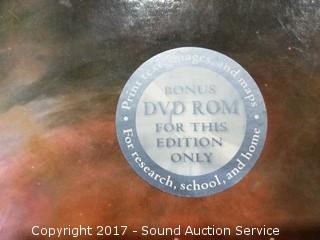 Print texts, images, and maps
BONUS
DVD ROM
FOR THIS
EDITION
ONLY
For research, school, and home
Copyright 2017 - Sound Auction Service